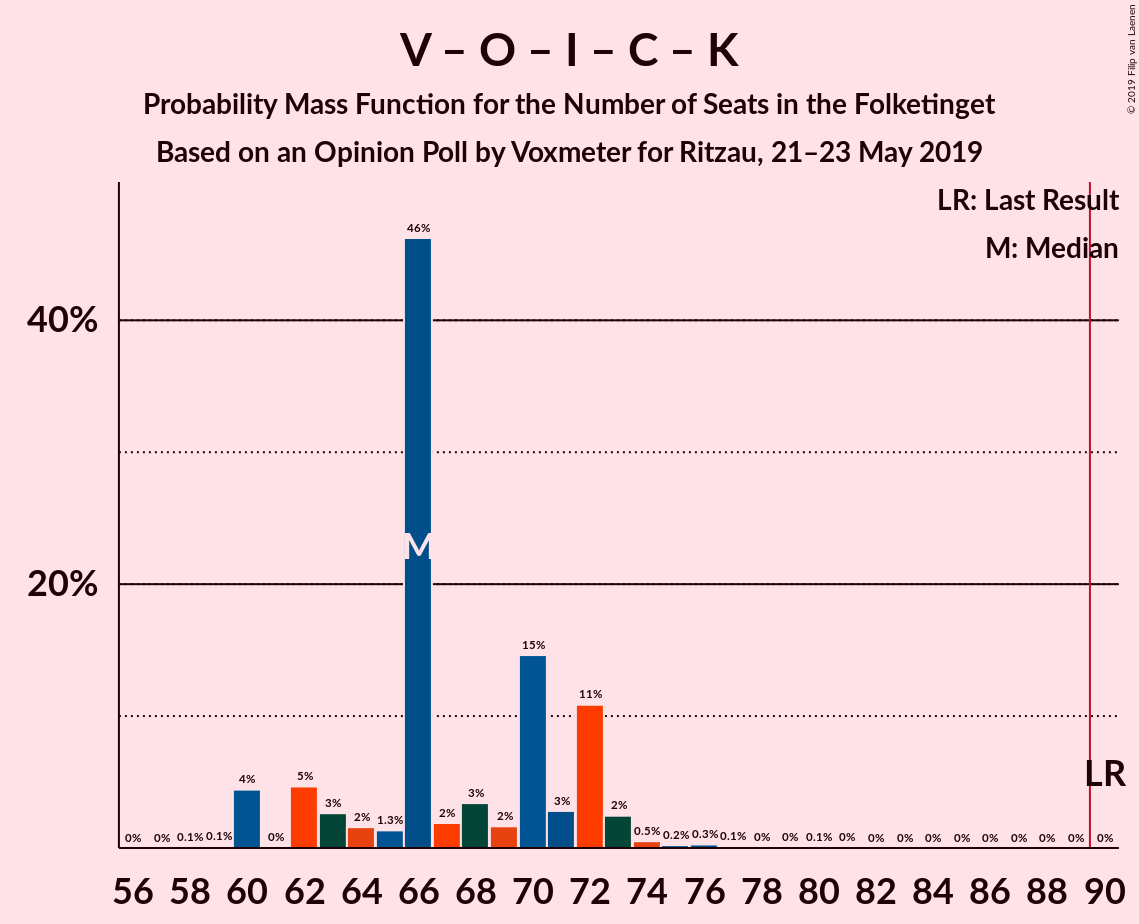 V – O – I – C – K
Probability Mass Function for the Number of Seats in the Folketinget
Based on an Opinion Poll by Voxmeter for Ritzau, 21–23 May 2019
© 2019 Filip van Laenen
LR: Last Result
M: Median
40%
20%
0% 0% 0.1% 0.1% 4% 0% 5% 3% 2% 1.3% 46% 2% 3% 2% 15% 3% 11% 2% 0.5% 0.2% 0.3% 0.1% 0% 0% 0.1% 0% 0% 0% 0% 0% 0% 0% 0% 0% 0%
M
LR
56 58 60 62 64 66 68 70 72 74 76 78 80 82 84 86 88 90